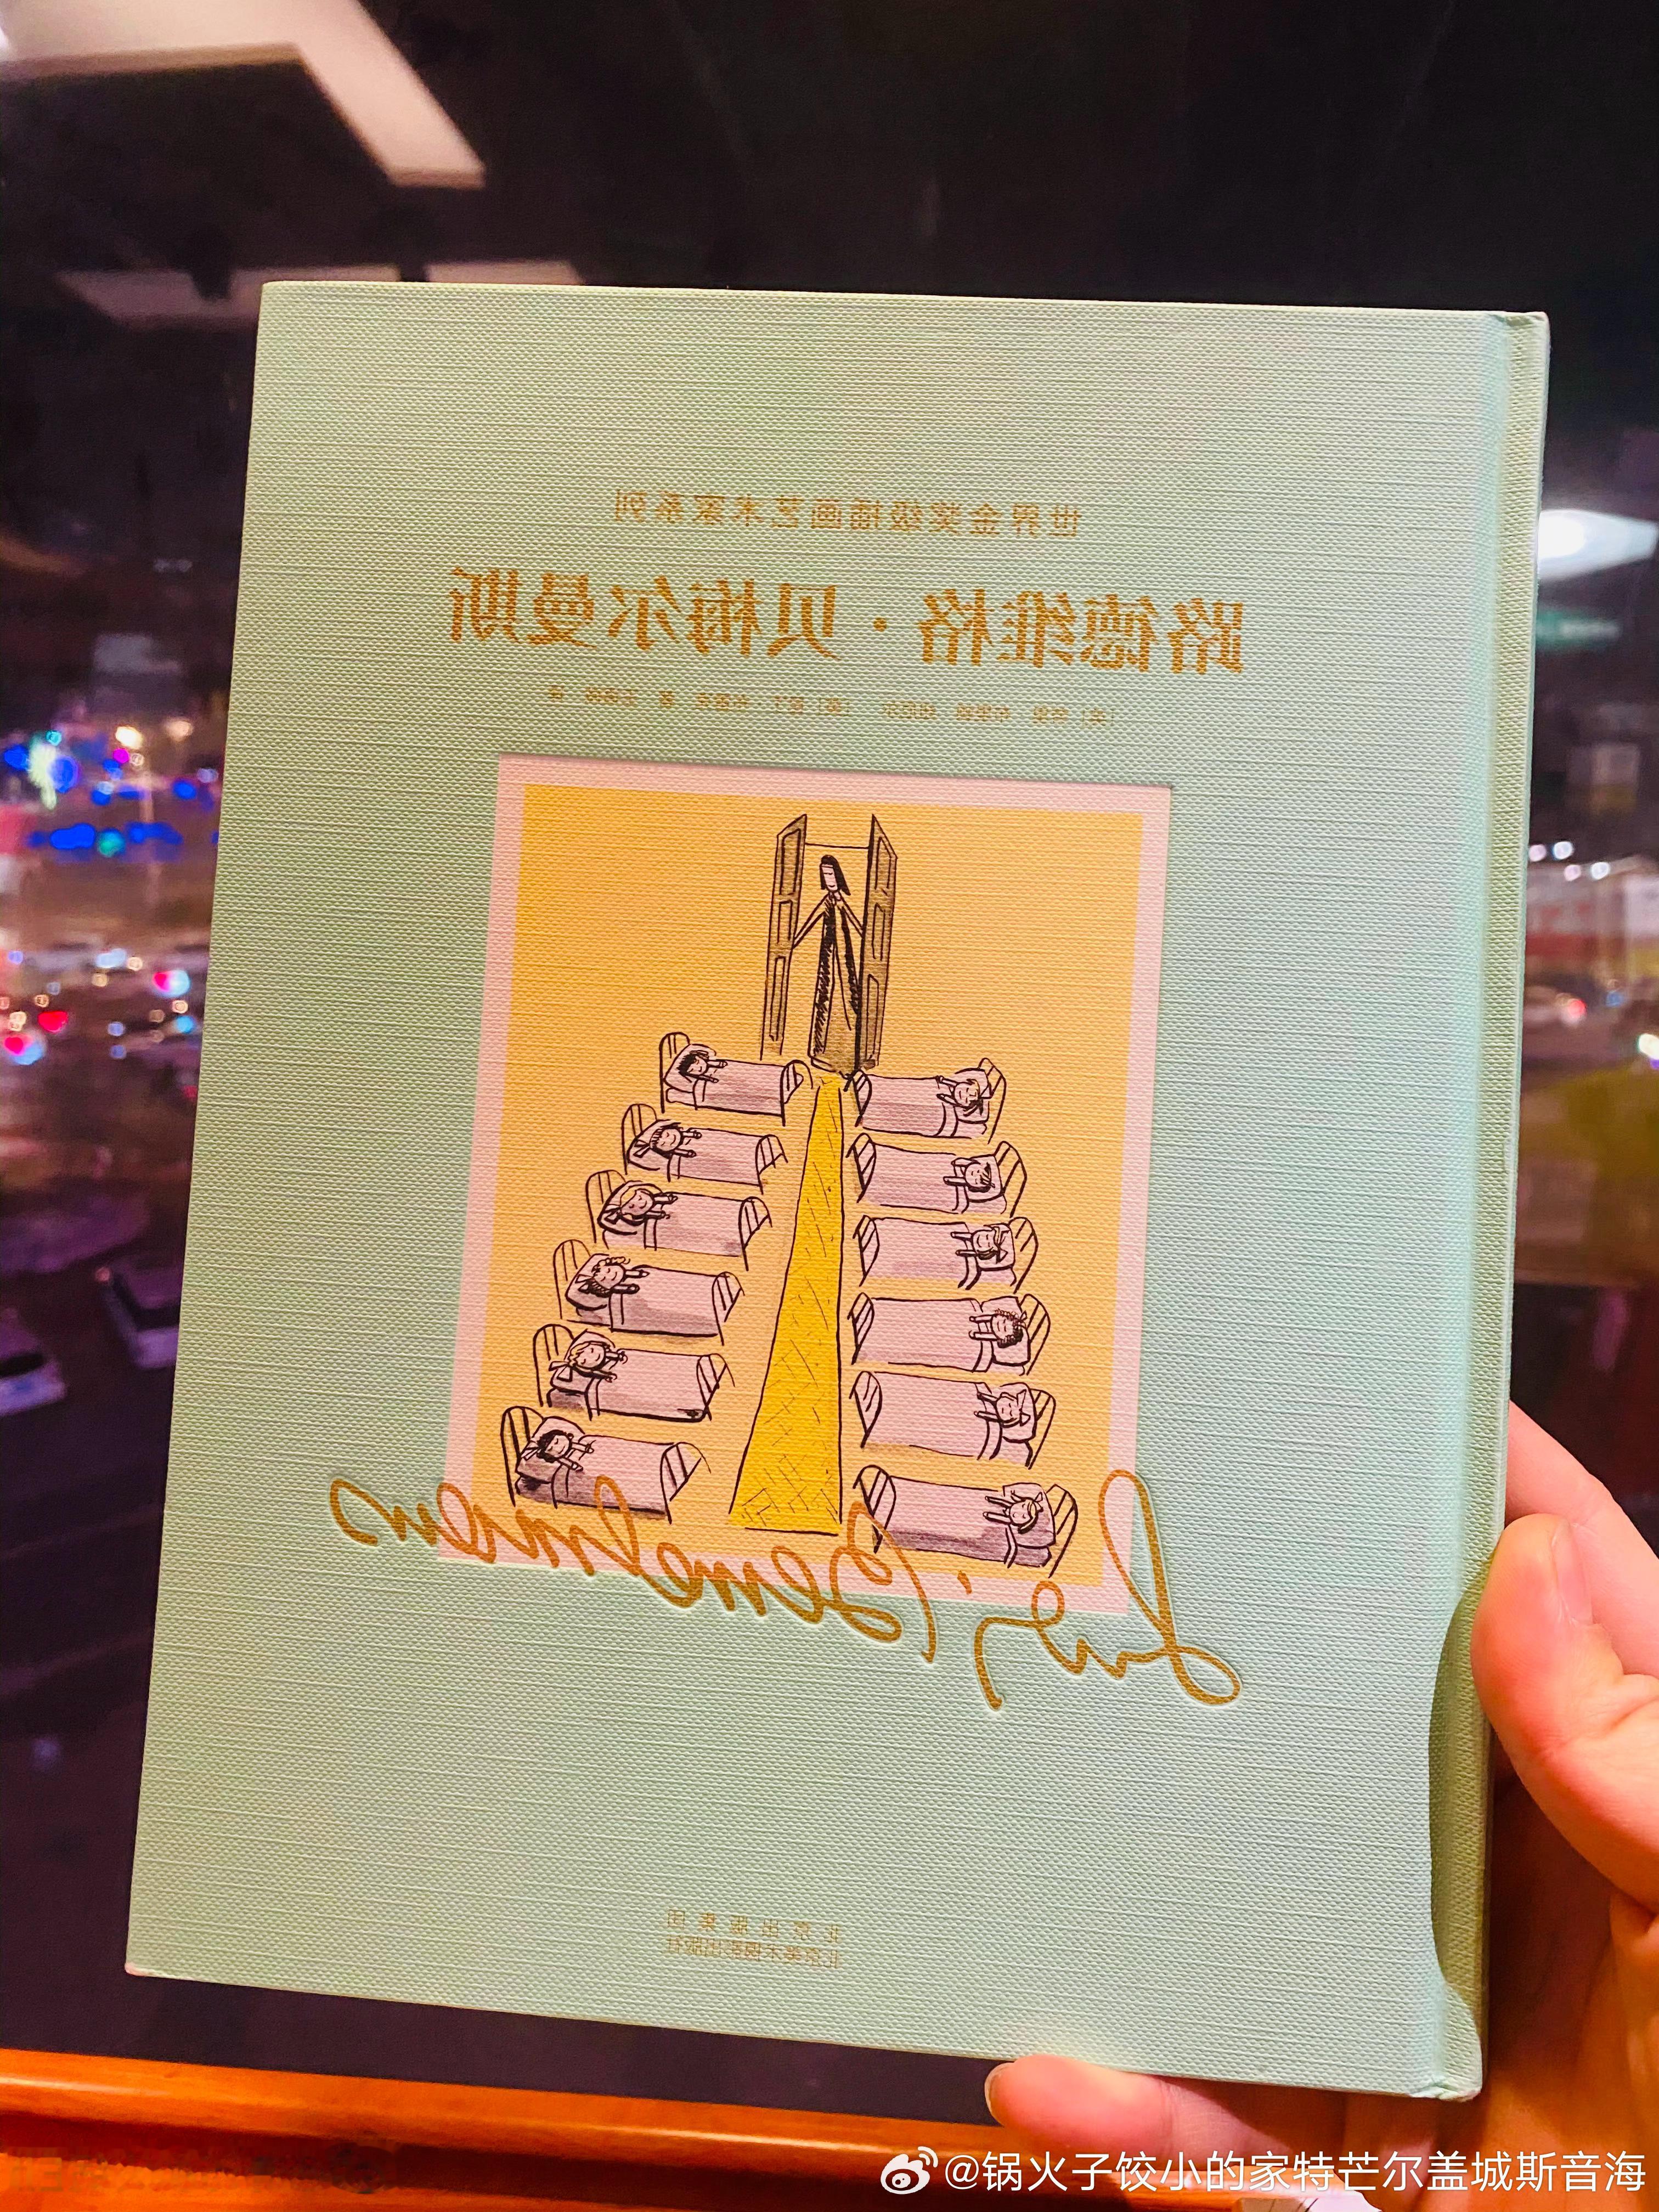 世界金奖级插画艺术家系列
路德维格·贝梅尔曼斯
著 译
Ludwig Bemelmans
北京出版集团
北京美术摄影出版社
@锅火子饺小的家特芒尔盖城斯音海